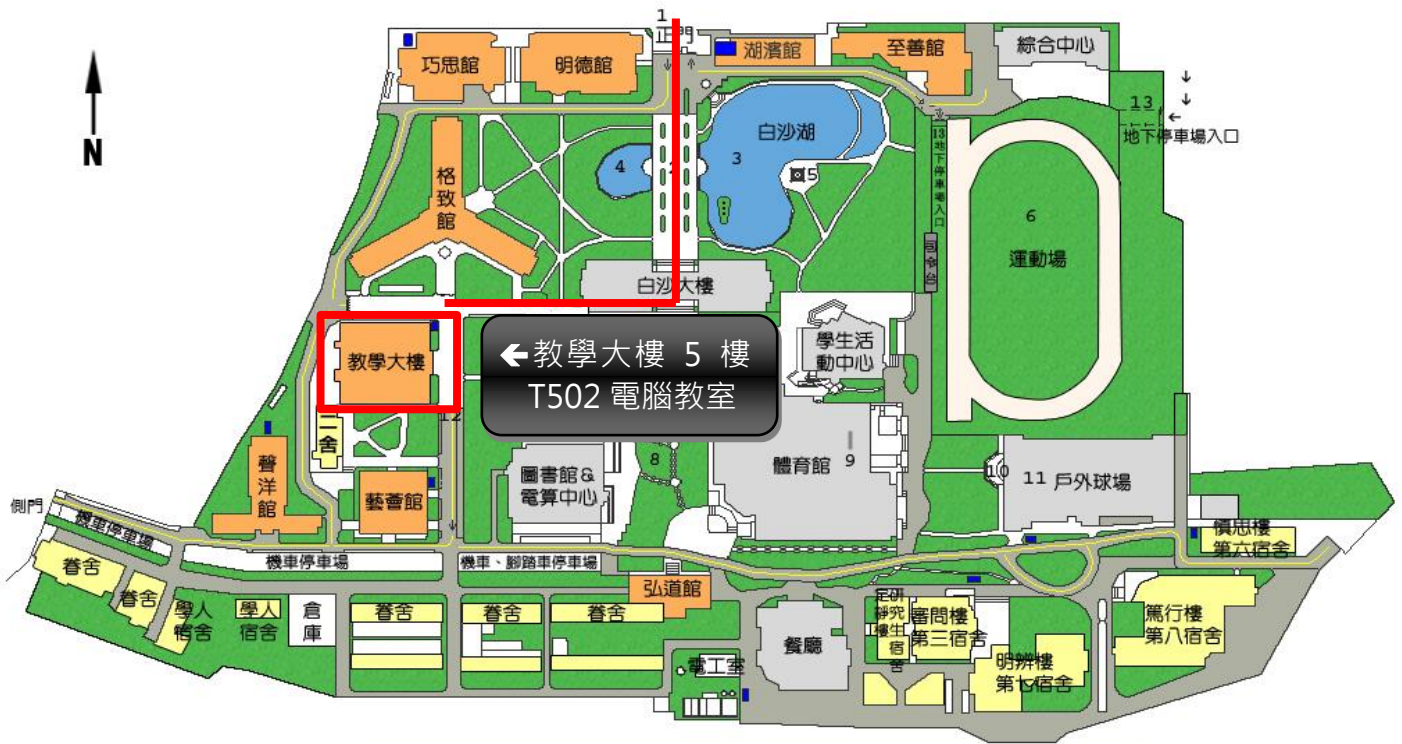 1
正門
巧思館
明德館
湖濱館
至善館
綜合中心
N
13
地下停車場入口
13地下停車場入口
白沙湖
2
3
4
5
6
運動場
格致館
白沙大樓
教學大樓
←教學大樓 5 樓
T502 電腦教室
學生活
動中心
二舍
12
聲洋館
藝薈館
圖書館&
電算中心
8
體育館
9
10
11 戶外球場
側門
機車停車場
機車停車場
機車、腳踏車停車場
弘道館
慎思樓
第六宿舍
眷舍
眷舍
學人
宿舍
學人
宿舍
倉庫
眷舍
眷舍
眷舍
電工室
餐廳
研究生宿舍
審問樓
第三宿舍
明辨樓
第七宿舍
篤行樓
第八宿舍